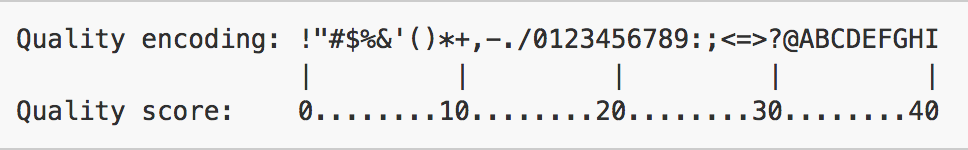 Quality encoding: !"#$%&'()*+,-./0123456789:;<=>?@ABCDEFGHI
                  |         |         |         |         |
Quality score:    0........10........20........30........40